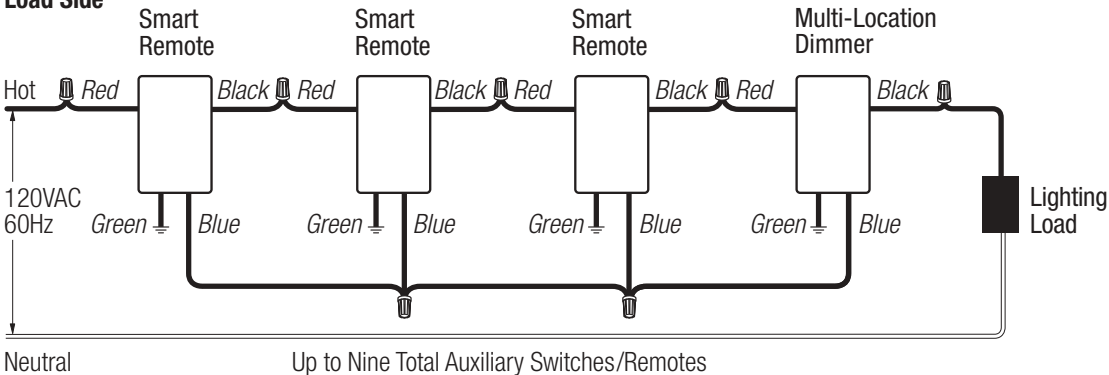 Load Side
Smart
Remote
Smart
Remote
Smart
Remote
Multi-Location
Dimmer
Hot
Red
Black
Red
Black
Red
Black
Red
Black
120VAC
60Hz
Green
Blue
Green
Blue
Green
Blue
Green
Blue
Lighting
Load
Neutral
Up to Nine Total Auxiliary Switches/Remotes